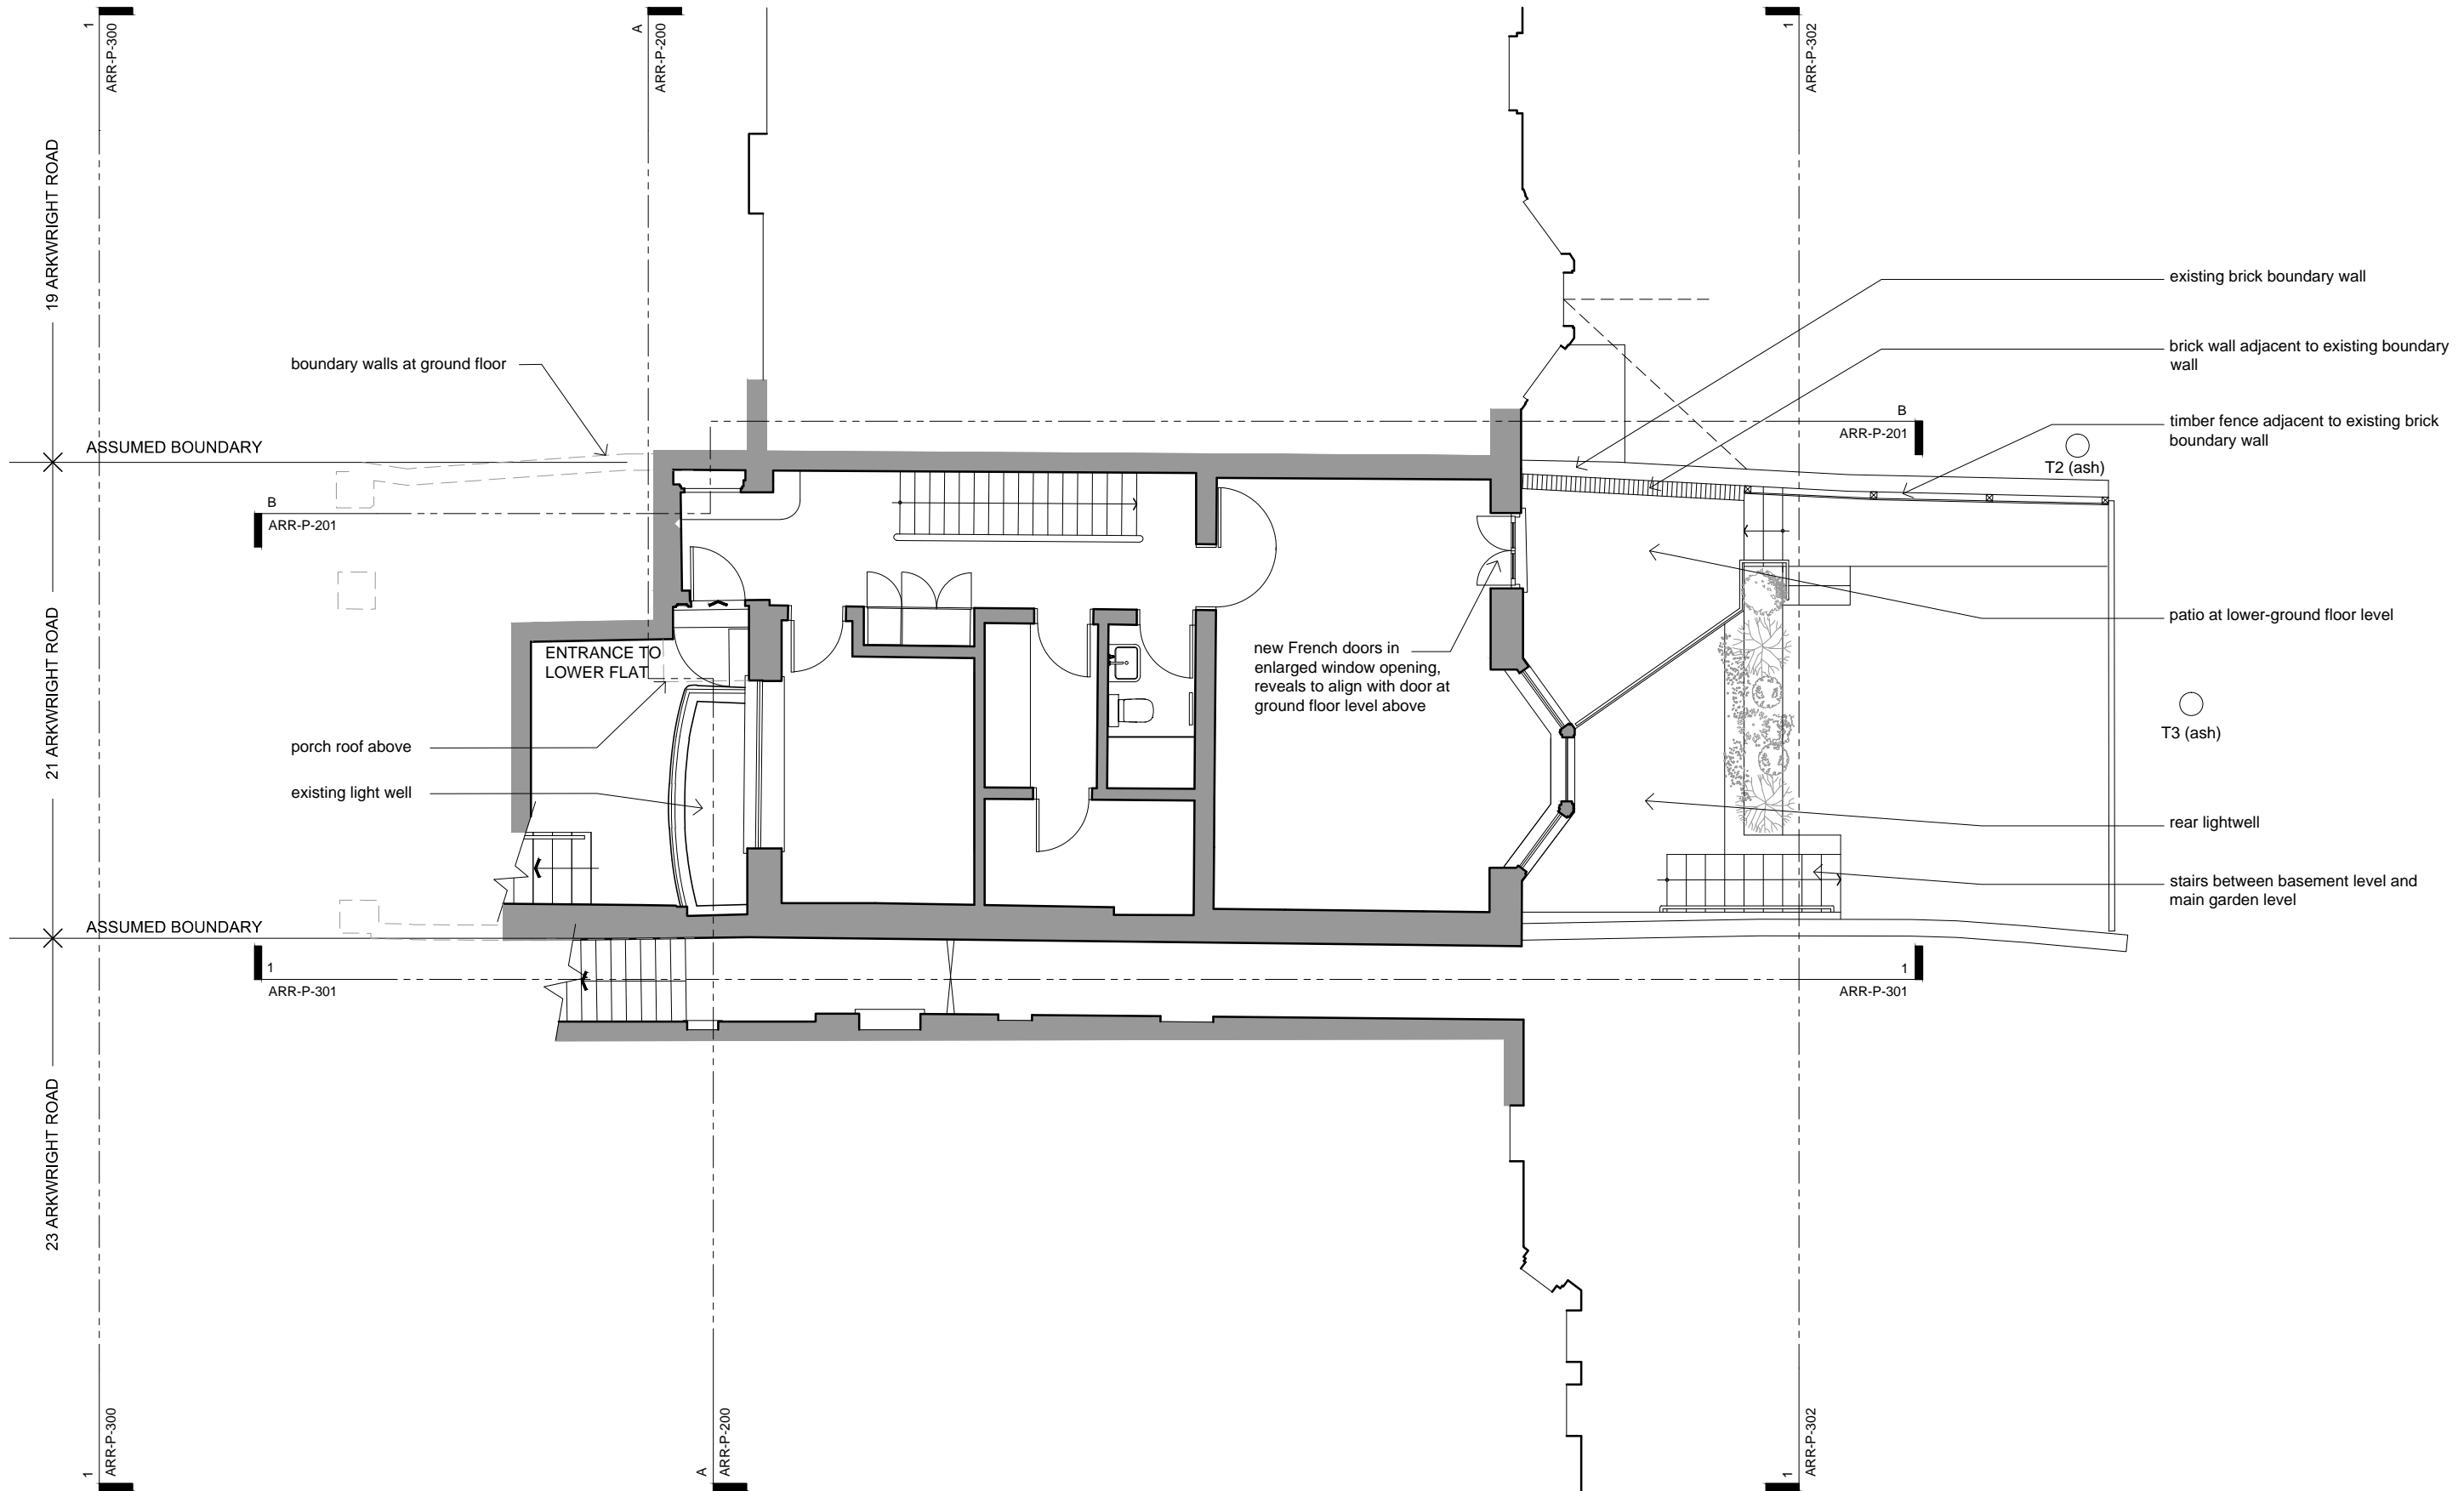 1
ARR-P-300
A
ARR-P-200
1
ARR-P-302
19 ARKWRIGHT ROAD
existing brick boundary wall
brick wall adjacent to existing boundary
wall
boundary walls at ground floor
B
ARR-P-201
timber fence adjacent to existing brick
boundary wall
ASSUMED BOUNDARY
T2 (ash)
B
ARR-P-201
patio at lower-ground floor level
21 ARKWRIGHT ROAD
ENTRANCE TO
LOWER FLAT
new French doors in
enlarged window opening,
reveals to align with door at
ground floor level above
T3 (ash)
porch roof above
existing light well
rear lightwell
stairs between basement level and
main garden level
ASSUMED BOUNDARY
1
ARR-P-301
1
ARR-P-301
23 ARKWRIGHT ROAD
1
ARR-P-300
A
ARR-P-200
1
ARR-P-302